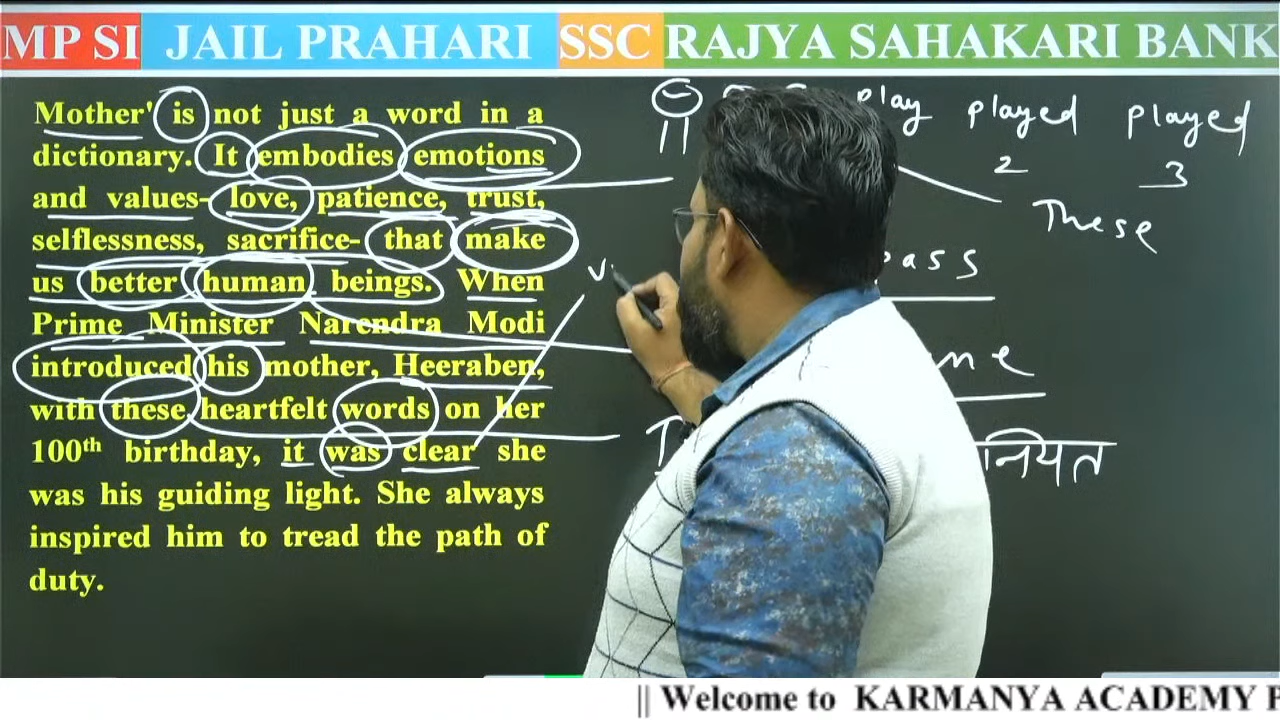 MP SI JAIL PRAHARI SSC RAJYA SAHAKARI BANK
Mother' is not just a word in a
dictionary. It embodies emotions
and values- love, patience, trust,
selflessness, sacrifice- that make
us better human beings. When
Prime Minister Narendra Modi
introduced his mother, Heeraben,
with these heartfelt words on her
100th birthday, it was clear she
was his guiding light. She always
inspired him to tread the path of
duty.
play played played
2 3
These
pass
नियत
|| Welcome to KARMANYA ACADEMY